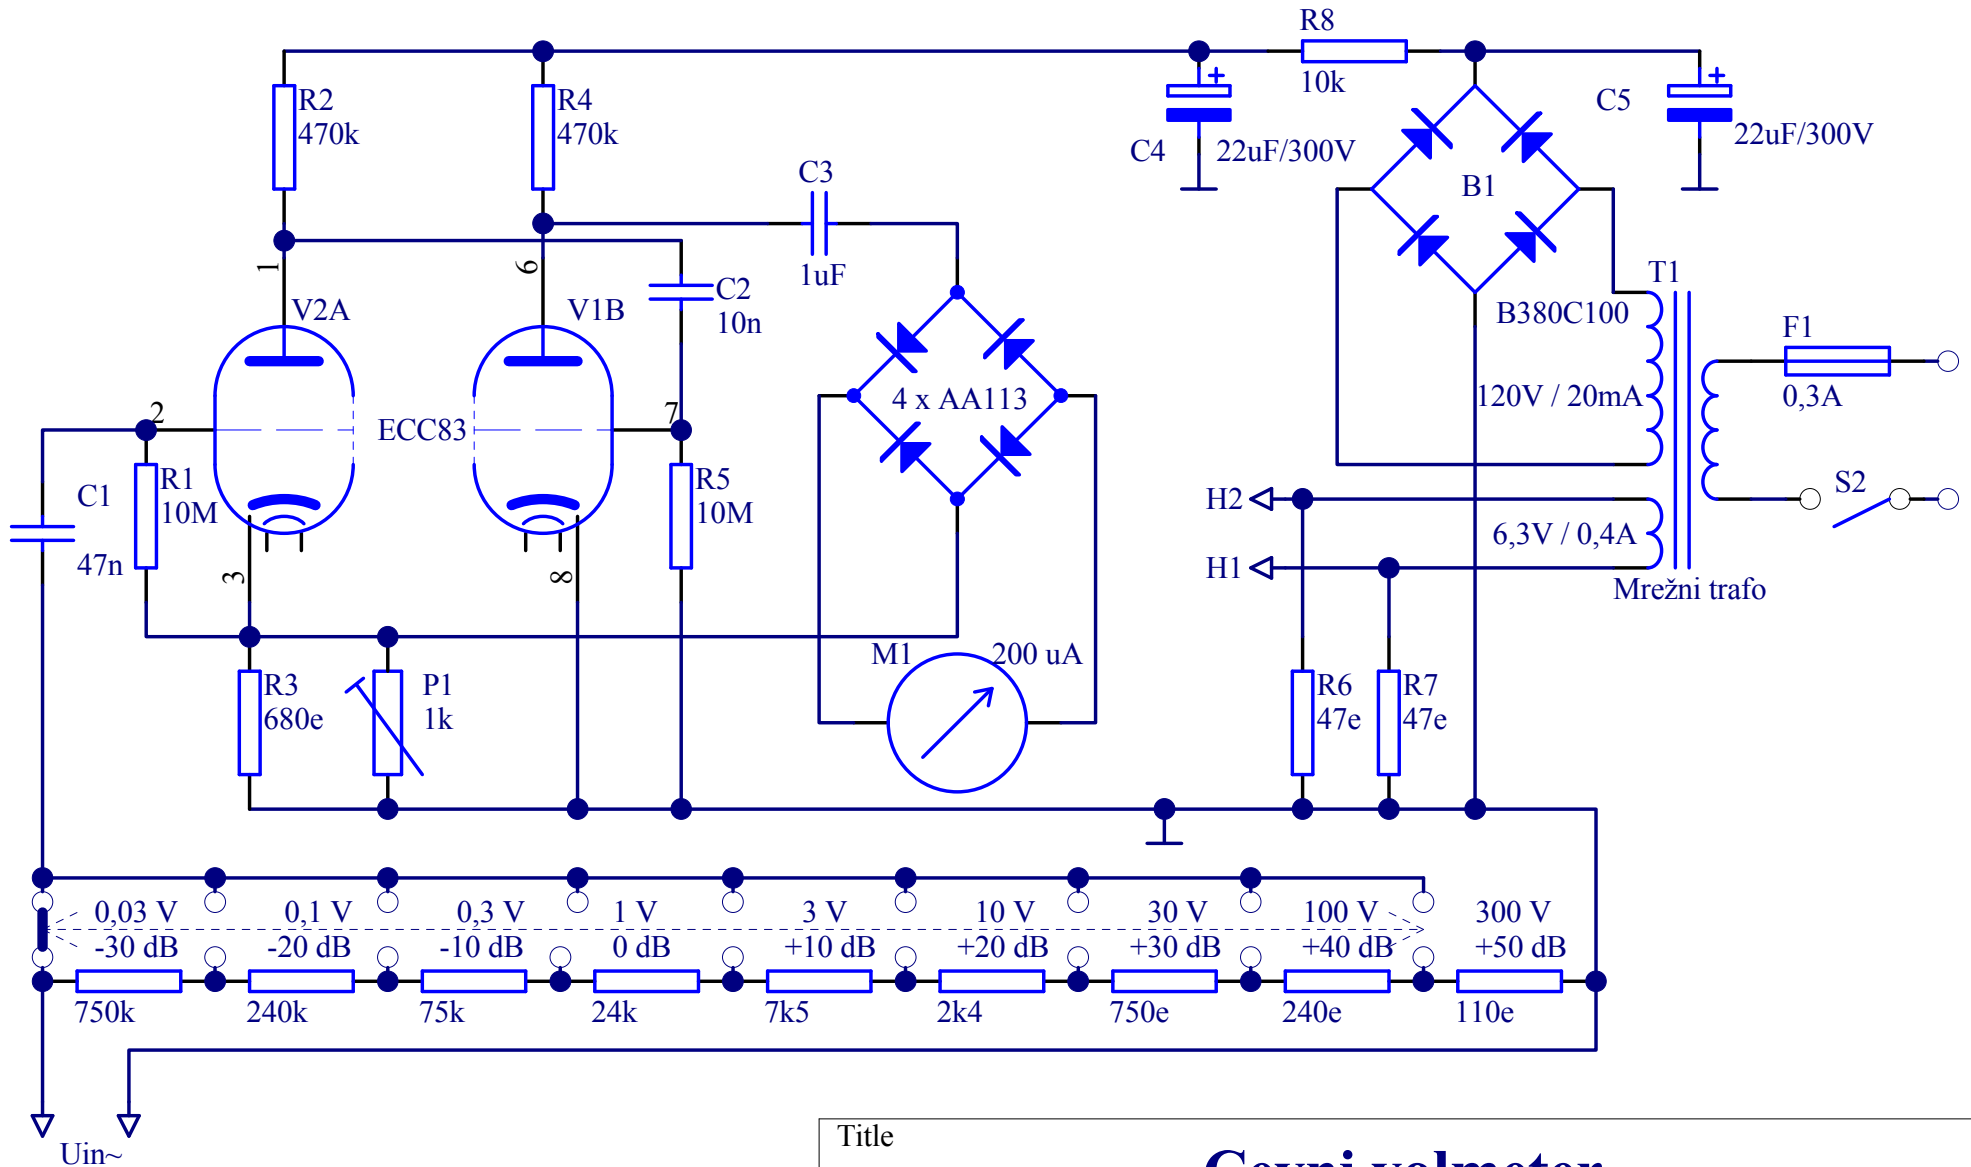 R8
10k
R2
470k
R4
470k
C4
22uF/300V
C5
22uF/300V
C3
1uF
B1
B380C100
T1
120V / 20mA
F1
0,3A
S2
6,3V / 0,4A
Mrežni trafo
H2
H1
1
V2A
6
V1B
C2
10n
4 x AA113
2
ECC83
7
C1
47n
R1
10M
R5
10M
3
8
M1
200 uA
R3
680e
P1
1k
R6
47e
R7
47e
0,03 V
-30 dB
0,1 V
-20 dB
0,3 V
-10 dB
1 V
0 dB
3 V
+10 dB
10 V
+20 dB
30 V
+30 dB
100 V
+40 dB
300 V
+50 dB
750k
240k
75k
24k
7k5
2k4
750e
240e
110e
Uin~
Title
Cevni volmeter